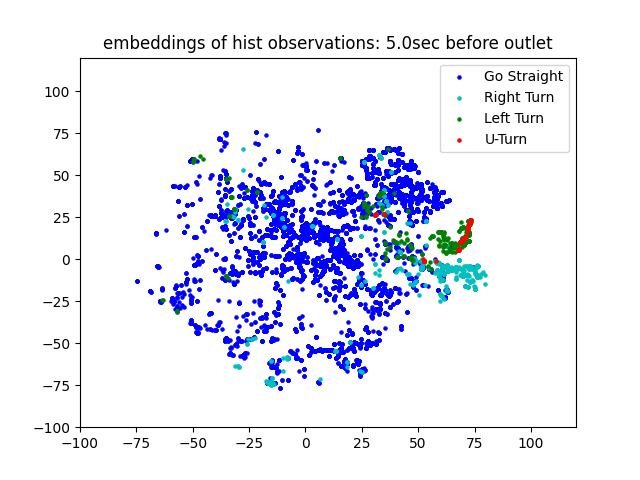 embeddings of hist observations: 5.0sec before outlet
Go Straight
Right Turn
Left Turn
U-Turn
100
75
50
25
0
−25
−50
−75
−100
−100 −75 −50 −25 0 25 50 75 100